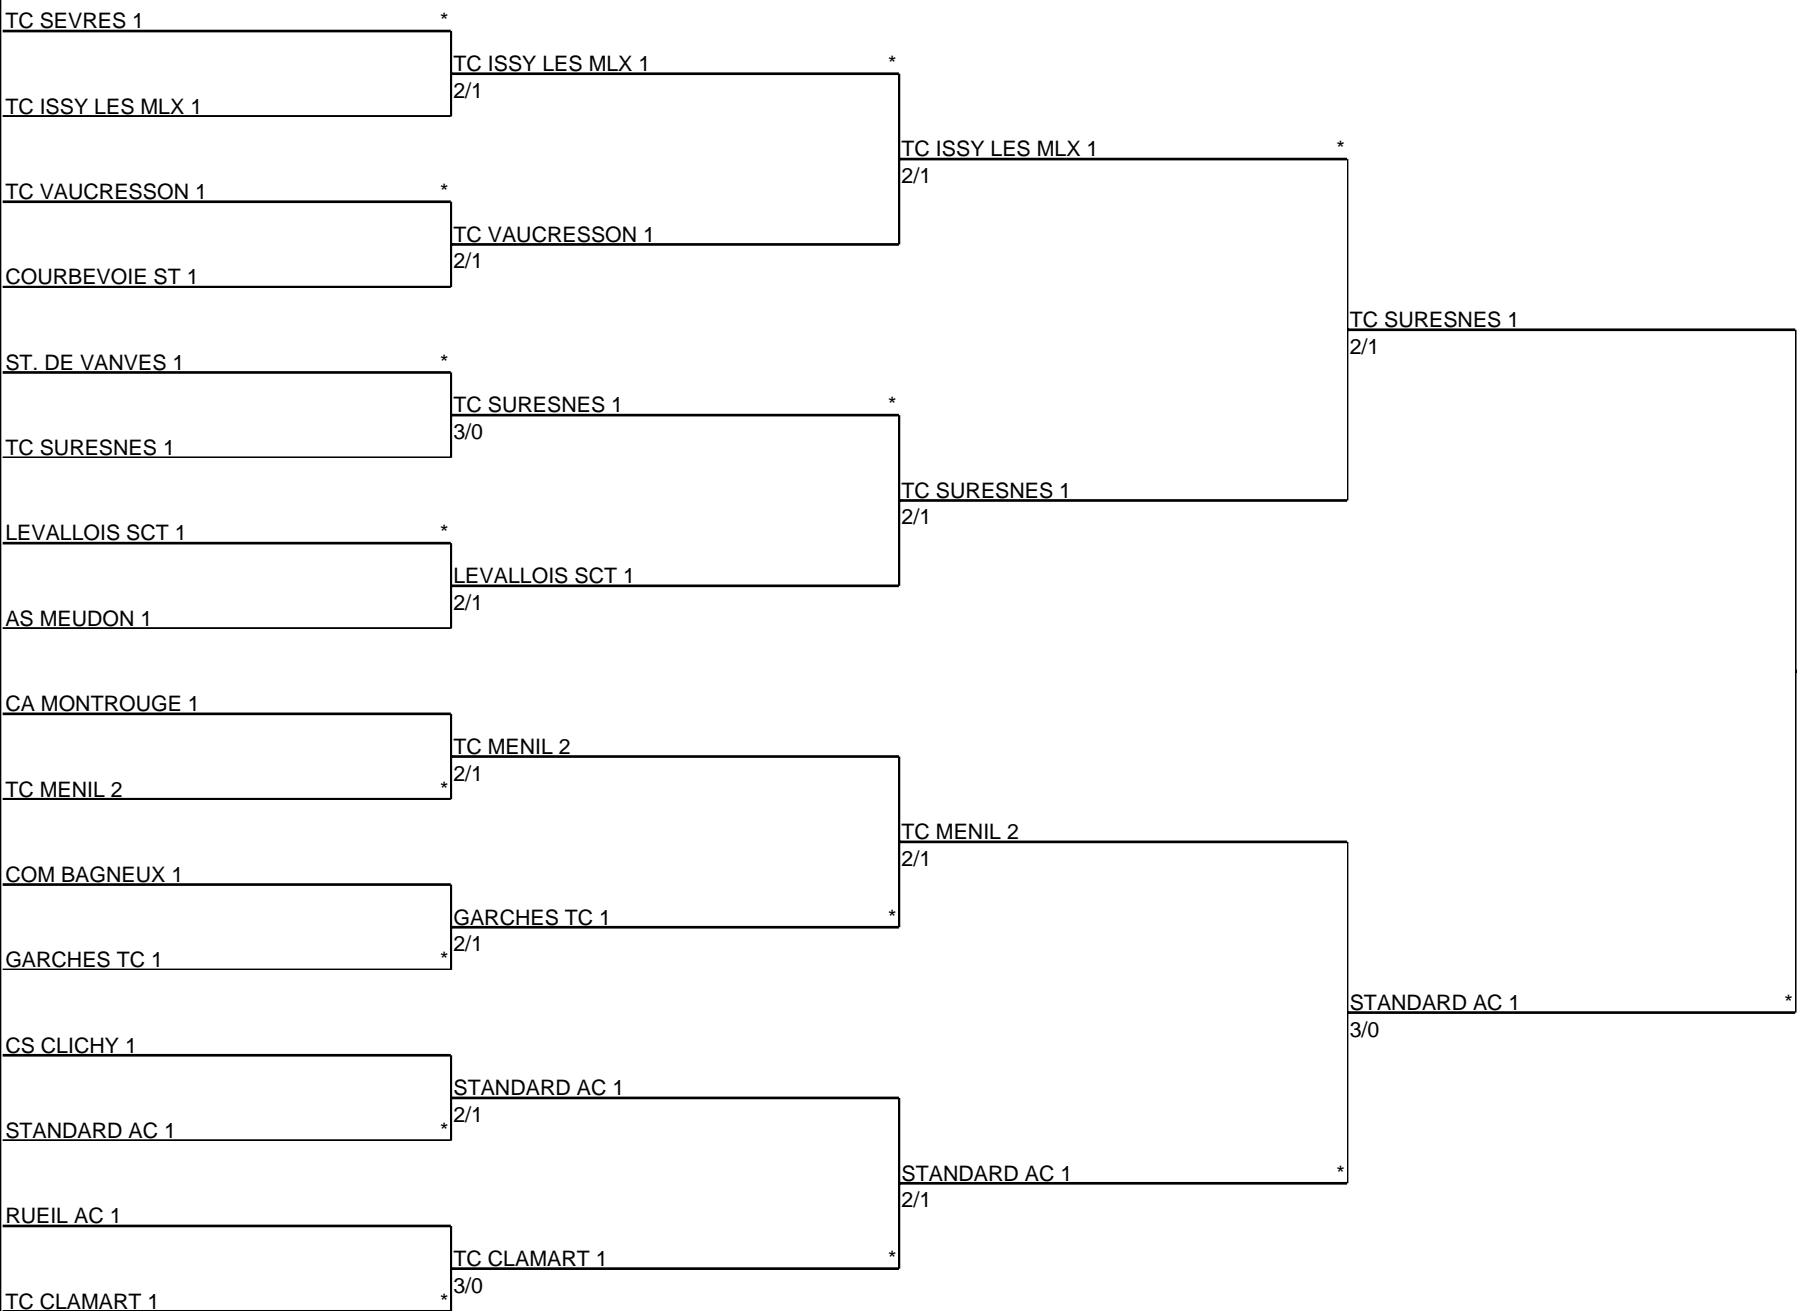 TC SEVRES 1 *
TC ISSY LES MLX 1 *
2/1
TC ISSY LES MLX 1
TC ISSY LES MLX 1 *
2/1
TC VAUCRESSON 1 *
TC VAUCRESSON 1
2/1
COURBEVOIE ST 1
TC SURESNES 1
2/1
ST. DE VANVES 1 *
TC SURESNES 1 *
3/0
TC SURESNES 1
TC SURESNES 1
2/1
LEVALLOIS SCT 1 *
LEVALLOIS SCT 1
2/1
AS MEUDON 1
CA MONTROUGE 1
TC MENIL 2
2/1
TC MENIL 2 *
TC MENIL 2
2/1
COM BAGNEUX 1
GARCHES TC 1 *
2/1
GARCHES TC 1 *
STANDARD AC 1 *
3/0
CS CLICHY 1
STANDARD AC 1
2/1
STANDARD AC 1 *
STANDARD AC 1 *
2/1
RUEIL AC 1
TC CLAMART 1 *
3/0
TC CLAMART 1 *